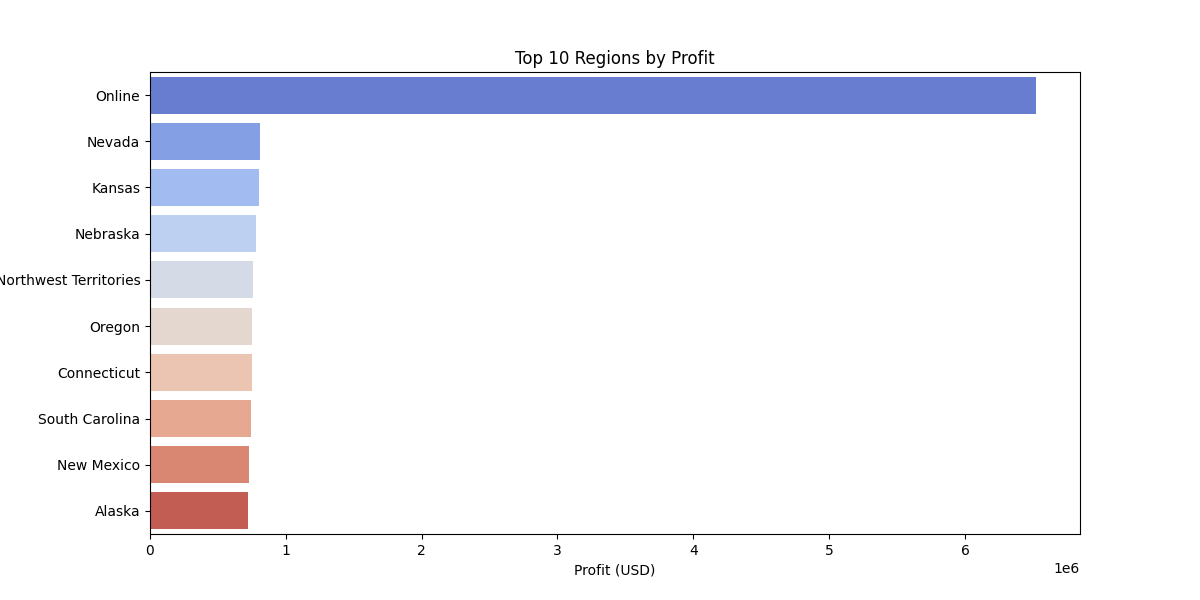 Top 10 Regions by Profit
Online
Nevada
Kansas
Nebraska
Northwest Territories
Oregon
Connecticut
South Carolina
New Mexico
Alaska
0 1 2 3 4 5 6
Profit (USD)
1e6